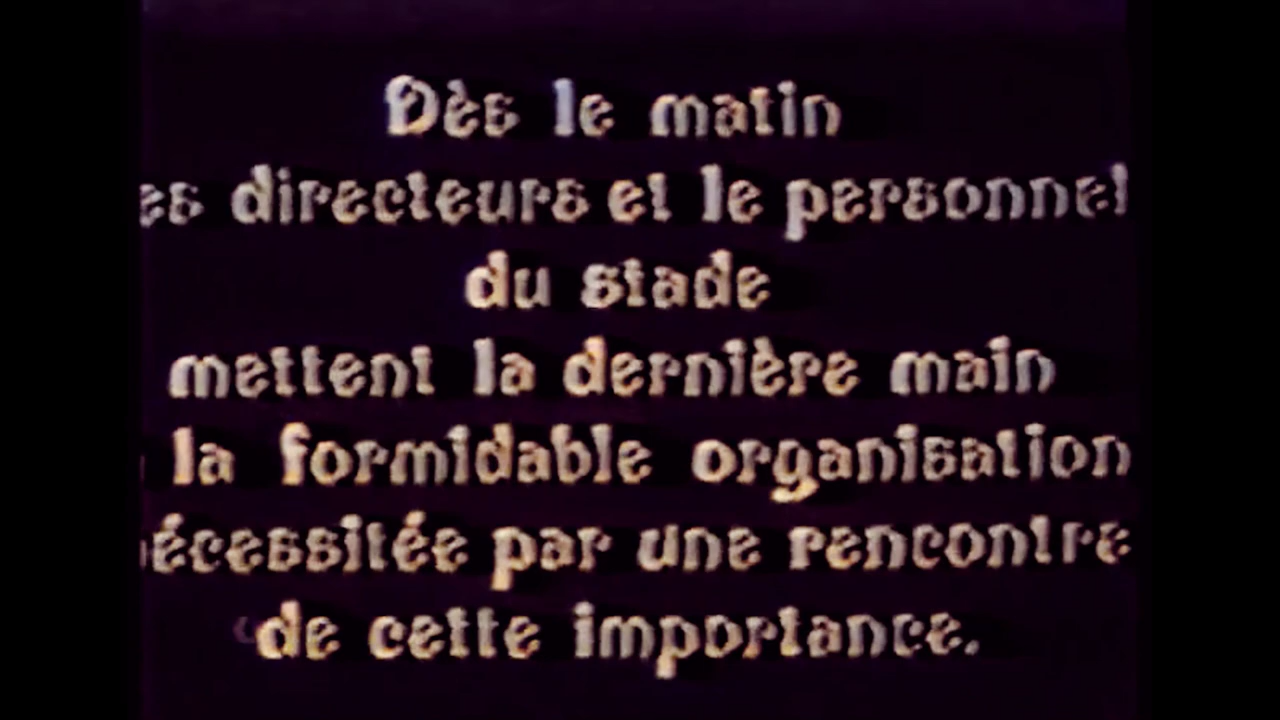 Dès le matin
es directeurs et le personnel
du stade
mettent la dernière main
la formidable organisation
écessitée par une rencontre
de cette importance.